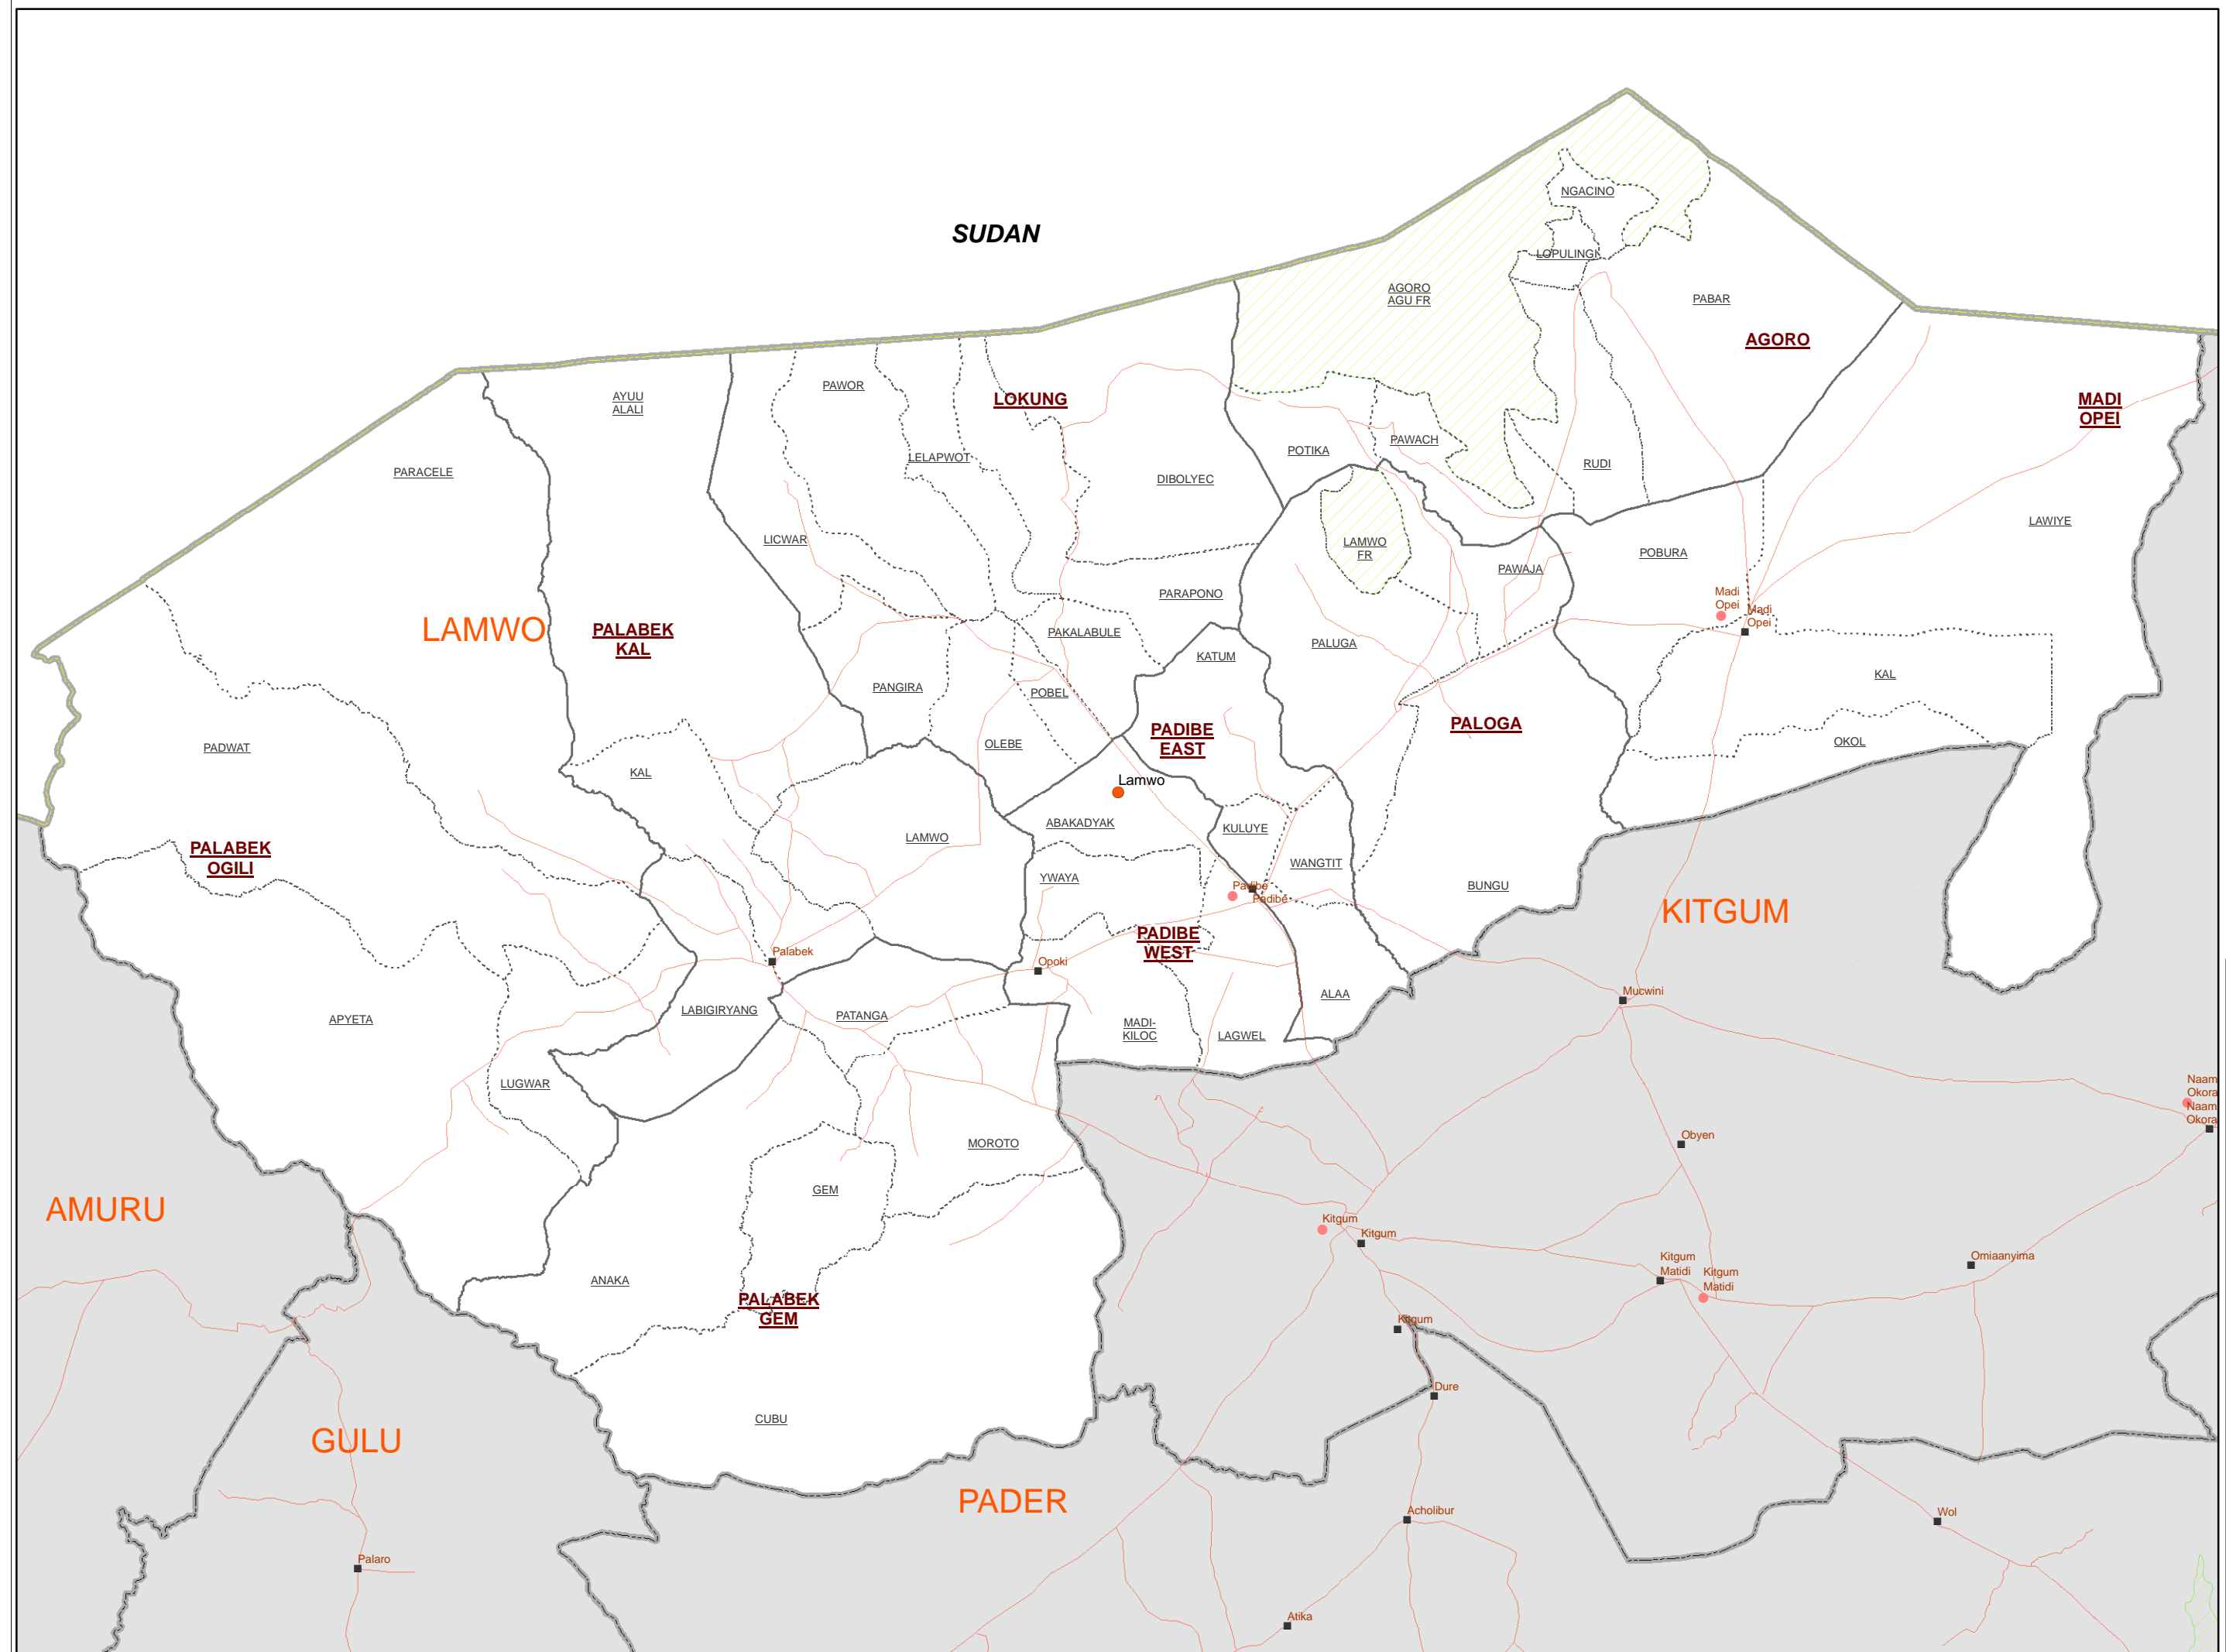 SUDAN
NGACINO
LOPULINGI
AGORO
AGU FR
PABAR
AGORO
PAWOR
AYUU
ALALI
LOKUNG
MADI
OPEI
LELAPWOT
POTIKA
PAWACH
RUDI
PARACELE
DIBOLYEC
LAWIYE
LICWAR
LAMWO
FR
POBURA
PAWAJA
PARAPONO
Madi
Opei
Madi
Opei
LAMWO
PALABEK
KAL
PAKALABULE
KATUM
PALUGA
KAL
PANGIRA
POBEL
PALOGA
PADIBE
EAST
PADWAT
OLEBE
OKOL
KAL
Lamwo
ABAKADYAK
KULUYE
LAMWO
PALABEK
OGILI
WANGTIT
YWAYA
Padibe
Padibe
BUNGU
KITGUM
PADIBE
WEST
Palabek
Opoki
Mucwini
ALAA
LABIGIRYANG
PATANGA
APYETA
MADI-
KILOC
LAGWEL
LUGWAR
Naam
Okora
Naam
Okora
MOROTO
Obyen
GEM
AMURU
Kitgum
Kitgum
Kitgum
Matidi
Kitgum
Matidi
Omiaanyima
ANAKA
PALABEK
GEM
Kitgum
Dure
CUBU
GULU
PADER
Acholibur
Wol
Palaro
Atika